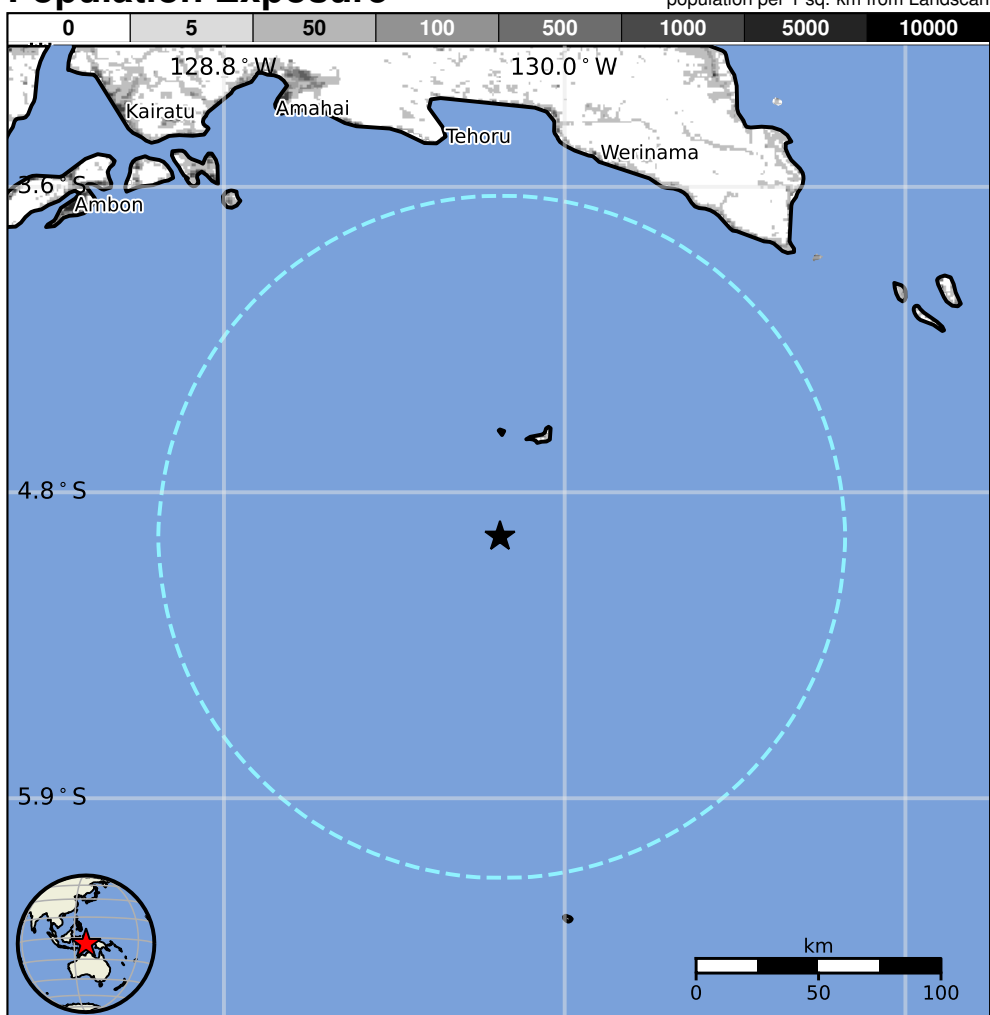 Population Exposure
population per 1 sq. km from Landscan
0 5 50 100 500 1000 5000 10000
128.8°W 130.0°W
Kairatu
Amahai
Tehoru
Werinama
3.6°S
Ambon
4.8°S
5.9°S
km
0 50 100